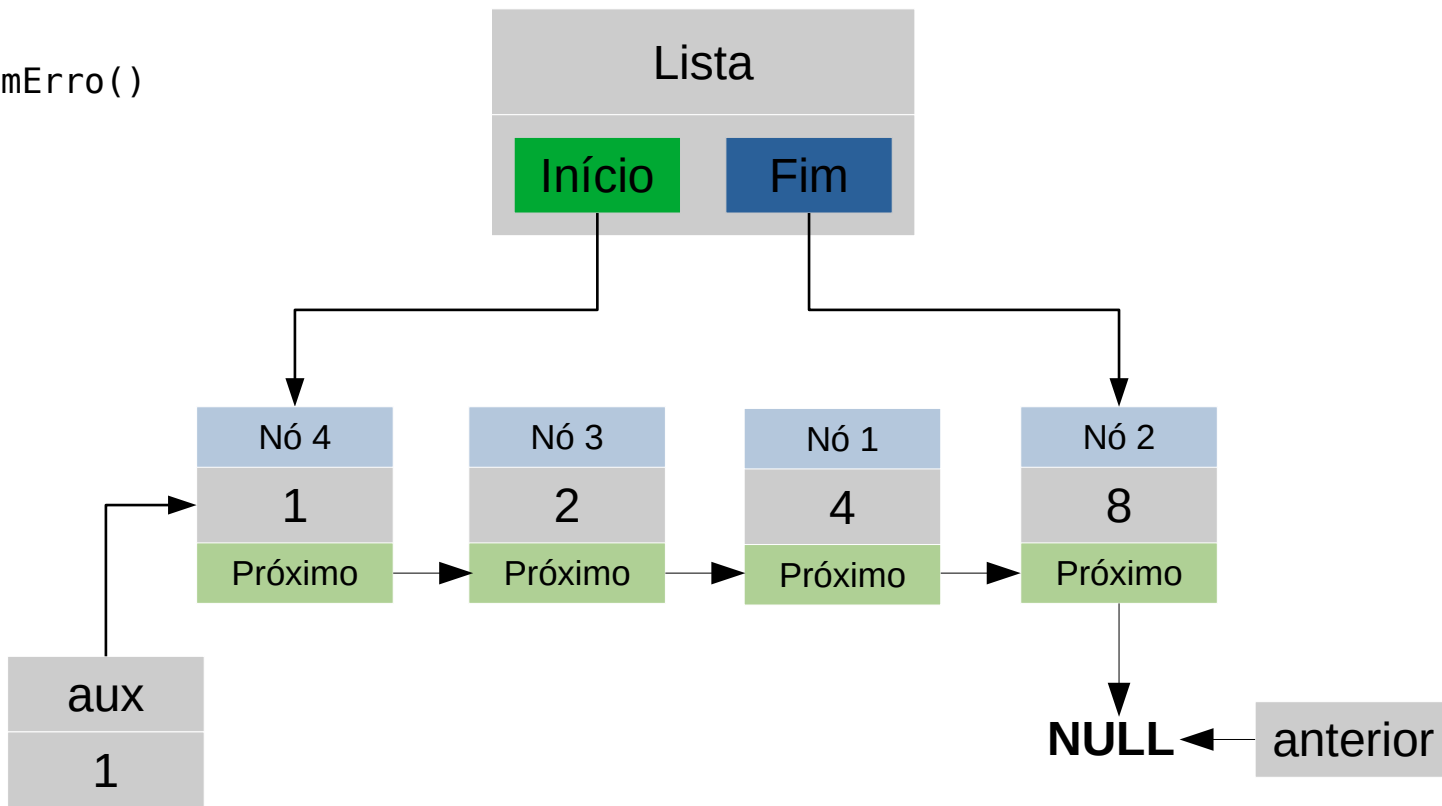 mErro()
Lista
Início Fim
Nó 4 Nó 3 Nó 1 Nó 2
1 2 4 8
Próximo Próximo Próximo Próximo
aux
NULL anterior
1